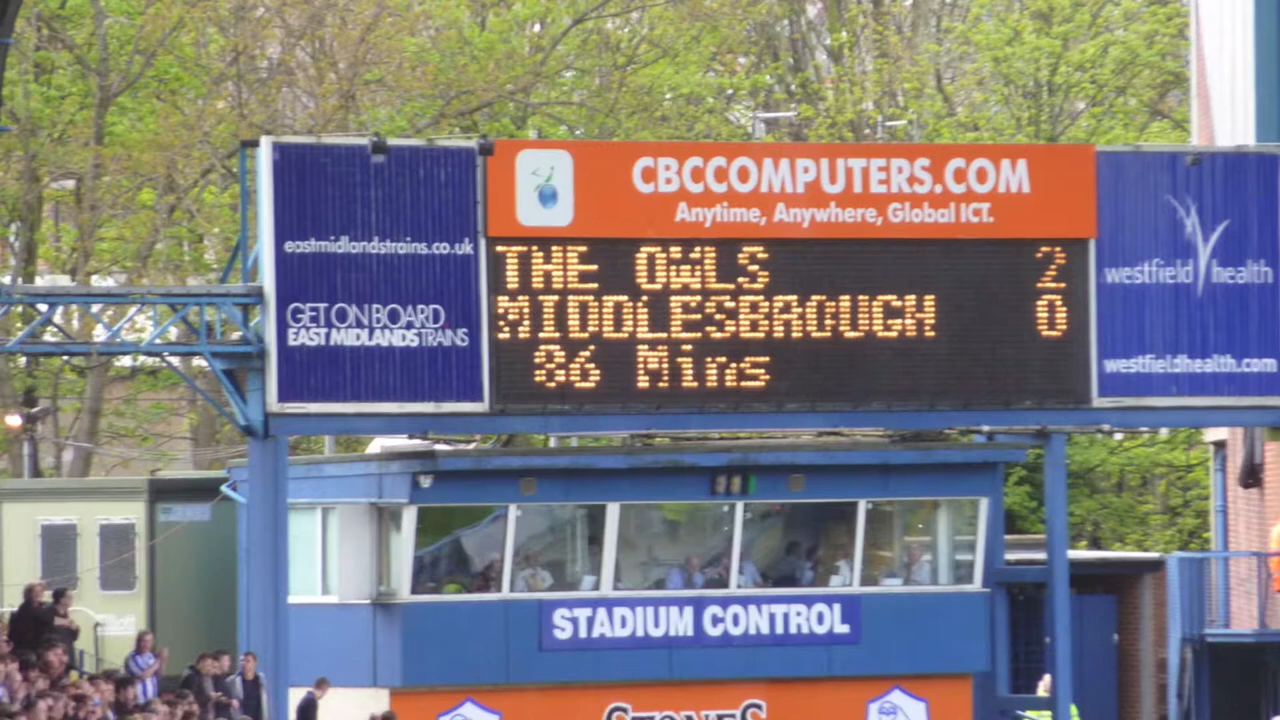 CBCCOMPUTERS.COM
Anytime, Anywhere, Global ICT.
eastmidlandstrains.co.uk
GET ON BOARD
EAST MIDLANDS TRAINS
THE OWLS 2
MIDDLESBROUGH 0
86 Mins
westfield health
westfieldhealth.com
STADIUM CONTROL
STONES